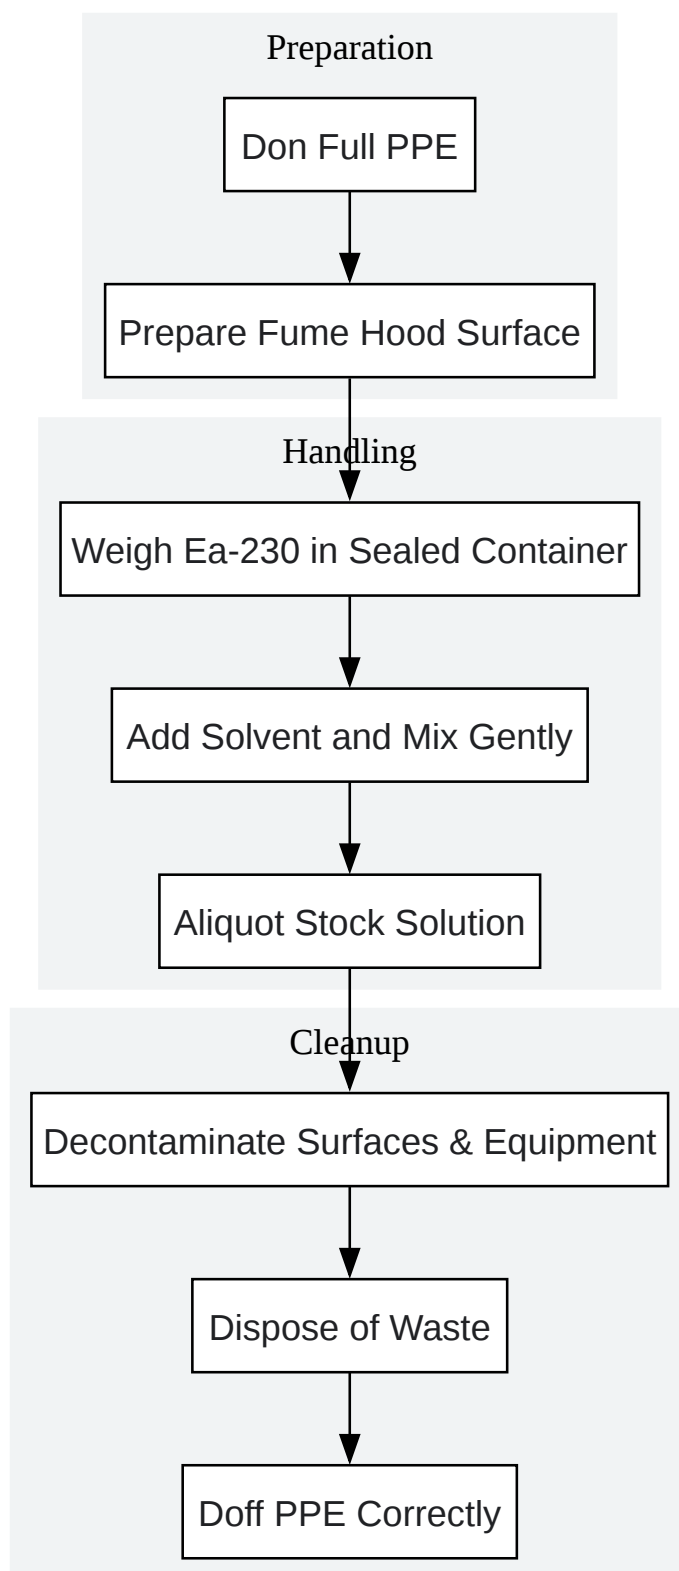 Preparation
Don Full PPE
Prepare Fume Hood Surface
Handling
Weigh Ea-230 in Sealed Container
Add Solvent and Mix Gently
Aliquot Stock Solution
Cleanup
Decontaminate Surfaces & Equipment
Dispose of Waste
Doff PPE Correctly